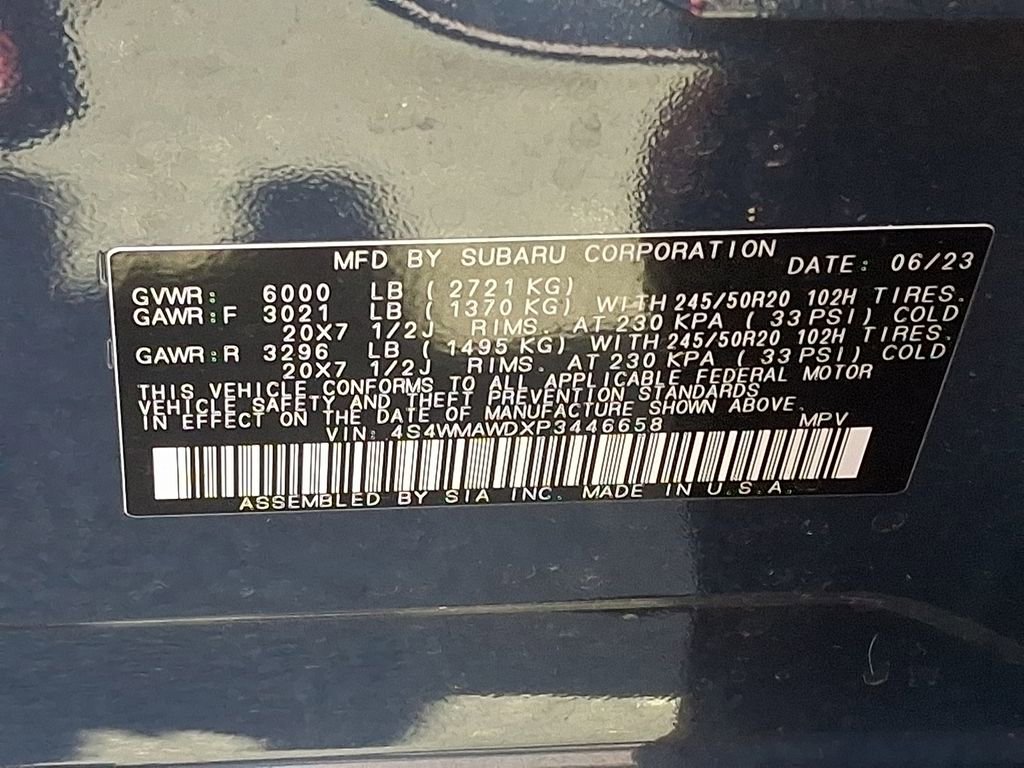 MFD BY SUBARU CORPORATION DATE: 06/23
GVWR: 6000 LB ( 2721 KG)
GAWR:F 3021 LB ( 1370 KG) WITH 245/50R20 102H TIRES.
20X7 1/2J RIMS. AT 230 KPA ( 33 PSI) COLD
GAWR:R 3296 LB ( 1495 KG) WITH 245/50R20 102H TIRES.
20X7 1/2J RIMS. AT 230 KPA ( 33 PSI) COLD
THIS VEHICLE CONFORMS TO ALL APPLICABLE FEDERAL MOTOR
VEHICLE SAFETY AND THEFT PREVENTION STANDARDS
IN EFFECT ON THE DATE OF MANUFACTURE SHOWN ABOVE.
VIN: 4S4WMAWDXP3446658 MPV
ASSEMBLED BY SIA INC. MADE IN U.S.A.